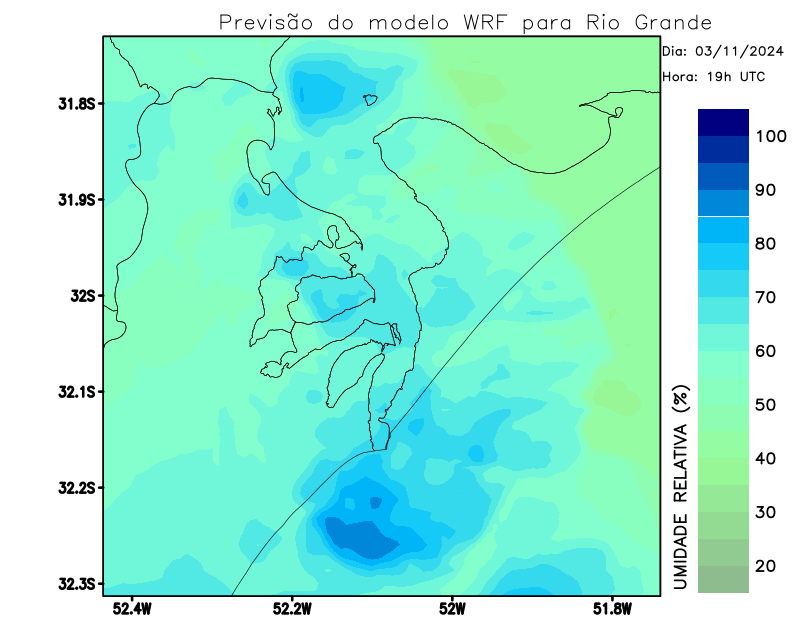 Previsão do modelo WRF para Rio Grande
Dia: 03/11/2024
Hora: 19h UTC
31.8S
31.9S
32S
32.1S
32.2S
32.3S
52.4W
52.2W
52W
51.8W
100
90
80
70
60
50
40
30
20
UMIDADE RELATIVA (%)